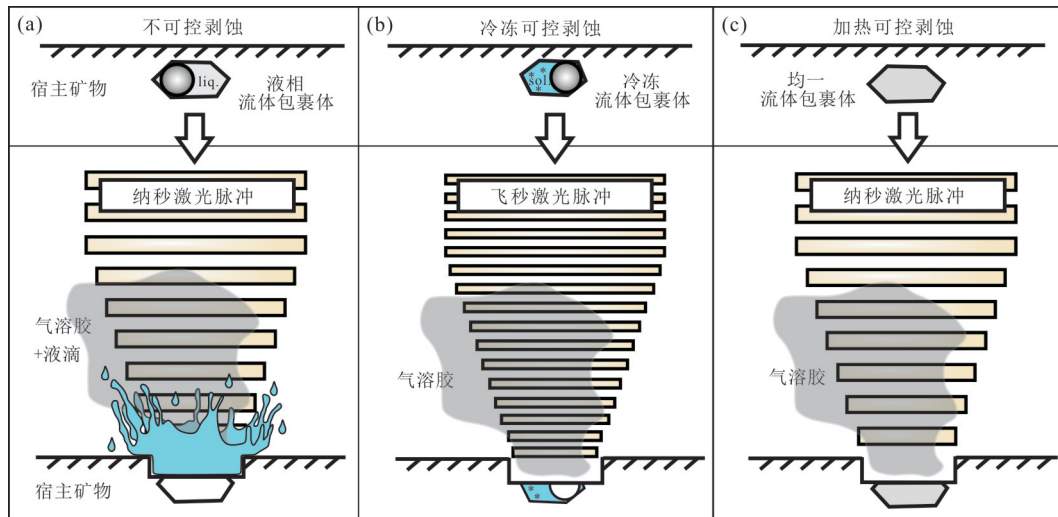 (a)
不可控剥蚀
宿主矿物
liq.
液相
流体包裹体
纳秒激光脉冲
气溶胶
+液滴
宿主矿物
(b)
冷冻可控剥蚀
sol
冷冻
流体包裹体
飞秒激光脉冲
气溶胶
(c)
加热可控剥蚀
均一
流体包裹体
纳秒激光脉冲
气溶胶